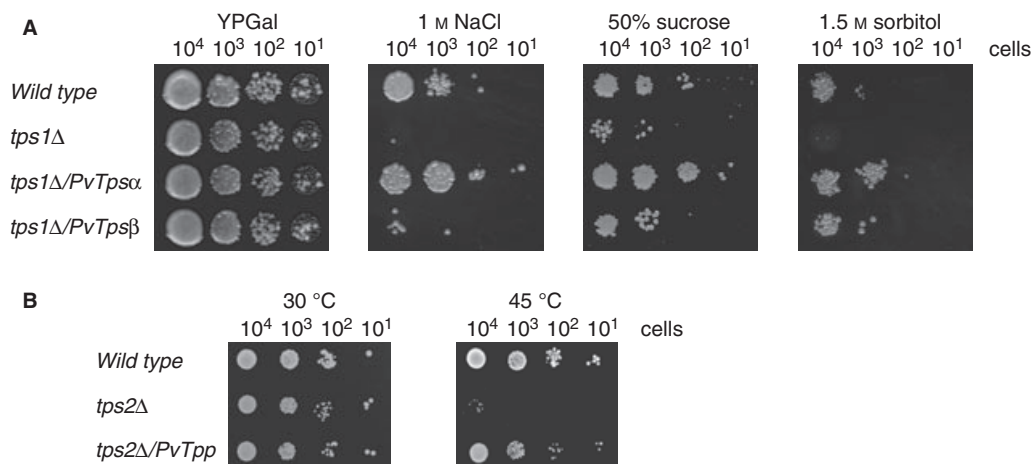 A
YPGal 1 M NaCl 50% sucrose 1.5 M sorbitol
10⁴ 10³ 10² 10¹ 10⁴ 10³ 10² 10¹ 10⁴ 10³ 10² 10¹ 10⁴ 10³ 10² 10¹ cells
Wild type
tps1Δ
tps1Δ/PvTpsα
tps1Δ/PvTpsβ
B
30 °C 45 °C
10⁴ 10³ 10² 10¹ 10⁴ 10³ 10² 10¹ cells
Wild type
tps2Δ
tps2Δ/PvTpp